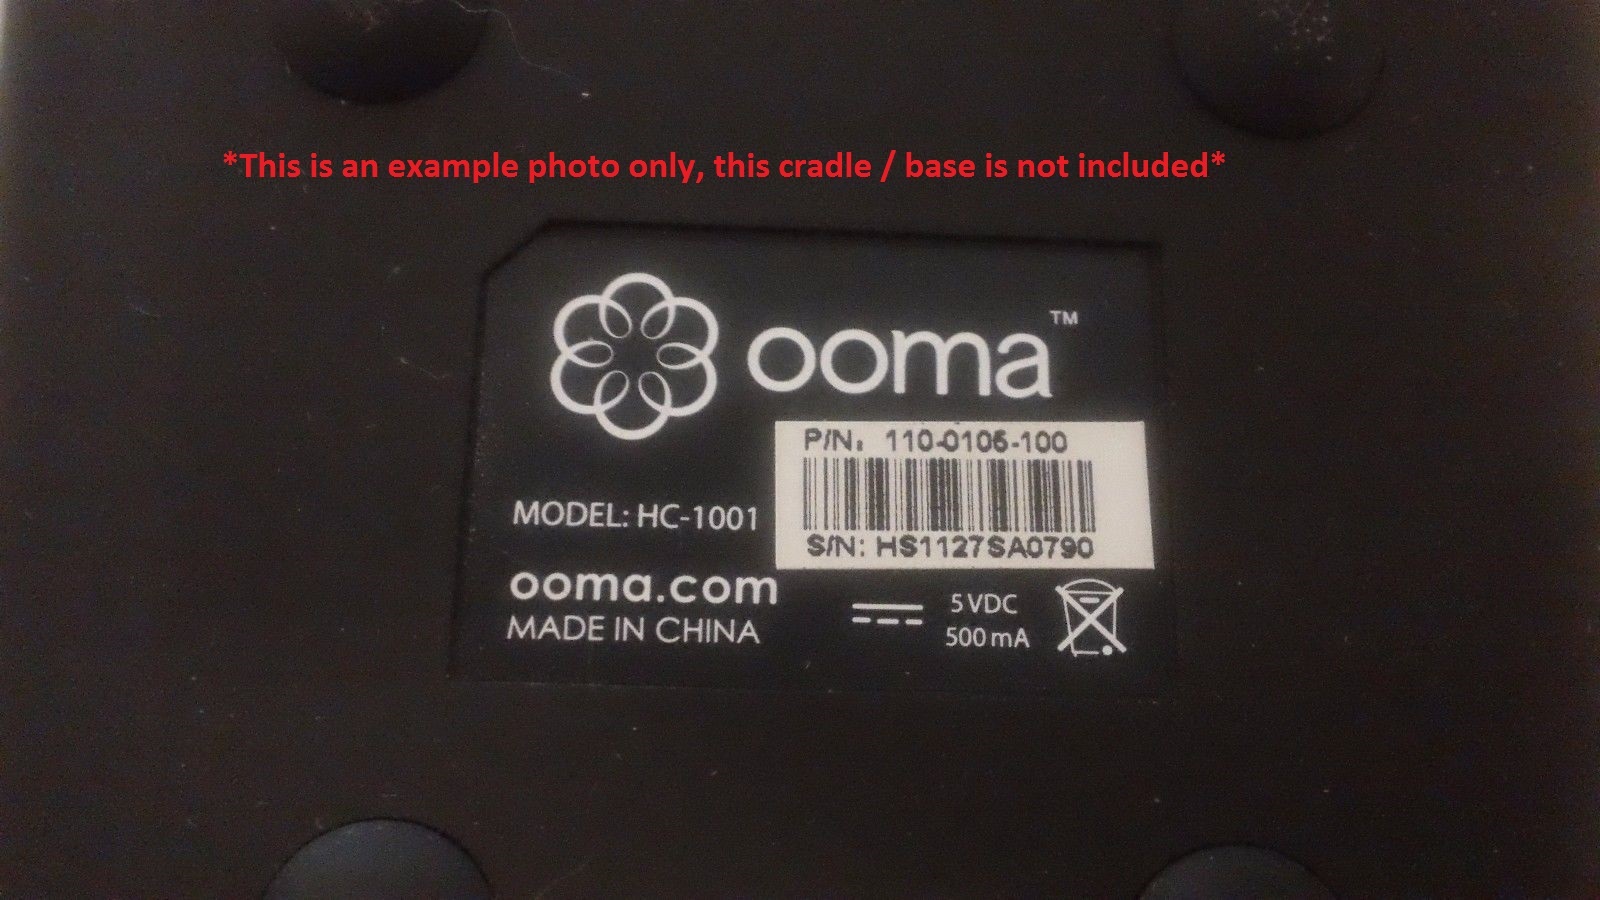 *This is an example photo only, this cradle / base is not included*
ooma™
P/N. 110-0105-100
MODEL: HC-1001
S/N: HS1127SA0790
ooma.com
MADE IN CHINA
5 VDC
500 mA